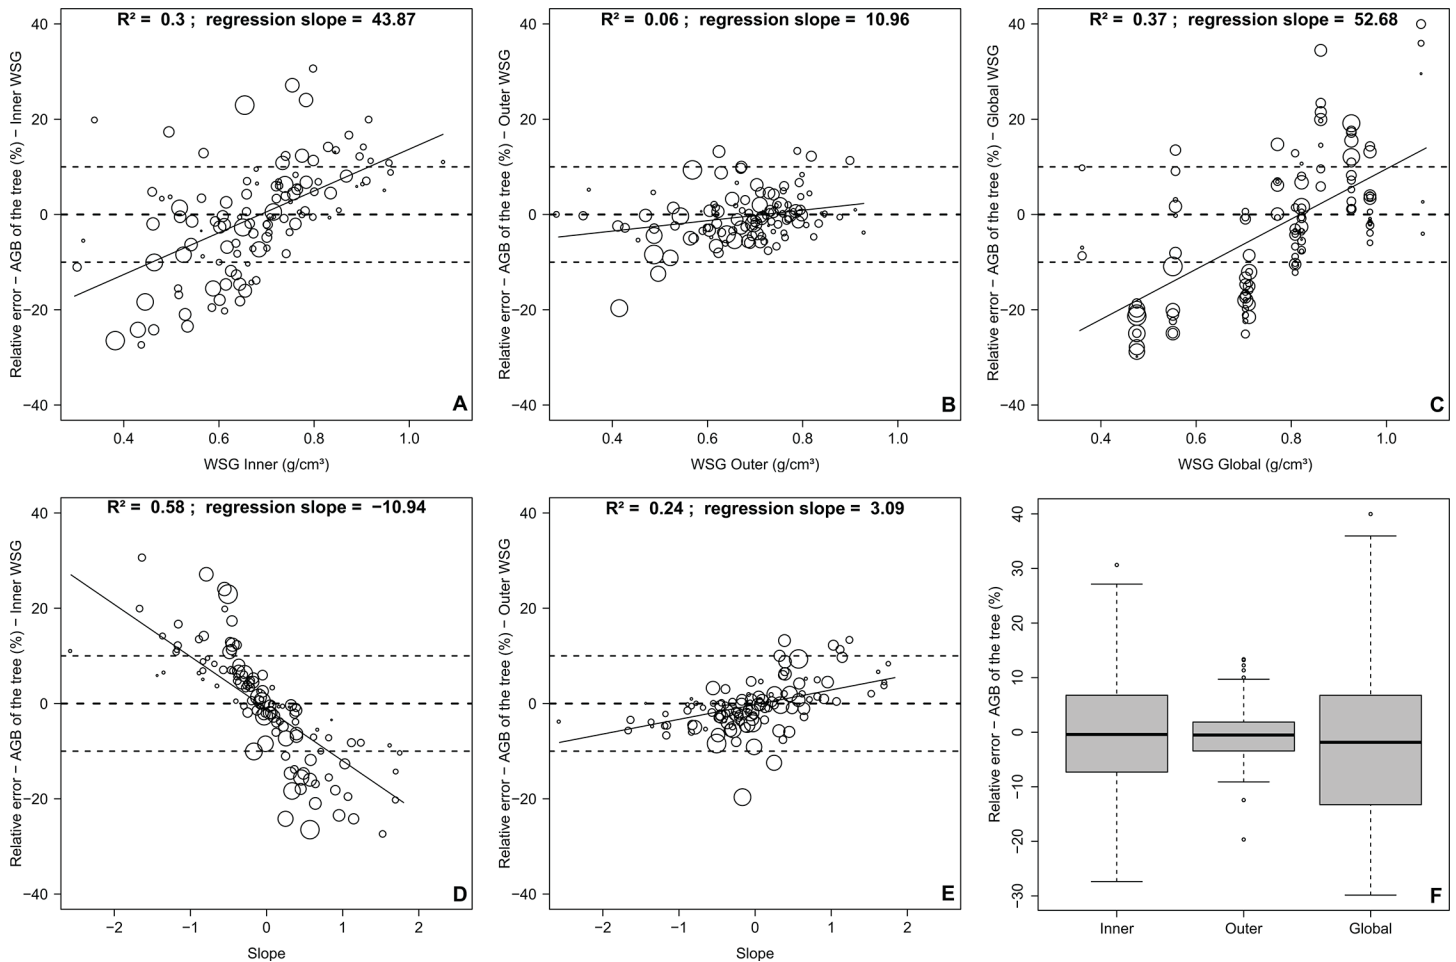 R² = 0.3 ; regression slope = 43.87
40
20
0
−20
−40
Relative error − AGB of the tree (%) − Inner WSG
A
0.4 0.6 0.8 1.0
WSG Inner (g/cm³)
R² = 0.06 ; regression slope = 10.96
40
20
0
−20
−40
Relative error − AGB of the tree (%) − Outer WSG
B
0.4 0.6 0.8 1.0
WSG Outer (g/cm³)
R² = 0.37 ; regression slope = 52.68
40
20
0
−20
−40
Relative error − AGB of the tree (%) − Global WSG
C
0.4 0.6 0.8 1.0
WSG Global (g/cm³)
R² = 0.58 ; regression slope = −10.94
40
20
0
−20
−40
Relative error − AGB of the tree (%) − Inner WSG
D
−2 −1 0 1 2
Slope
R² = 0.24 ; regression slope = 3.09
40
20
0
−20
−40
Relative error − AGB of the tree (%) − Outer WSG
E
−2 −1 0 1 2
Slope
40
30
20
10
0
−10
−20
−30
Relative error − AGB of the tree (%)
F
Inner Outer Global